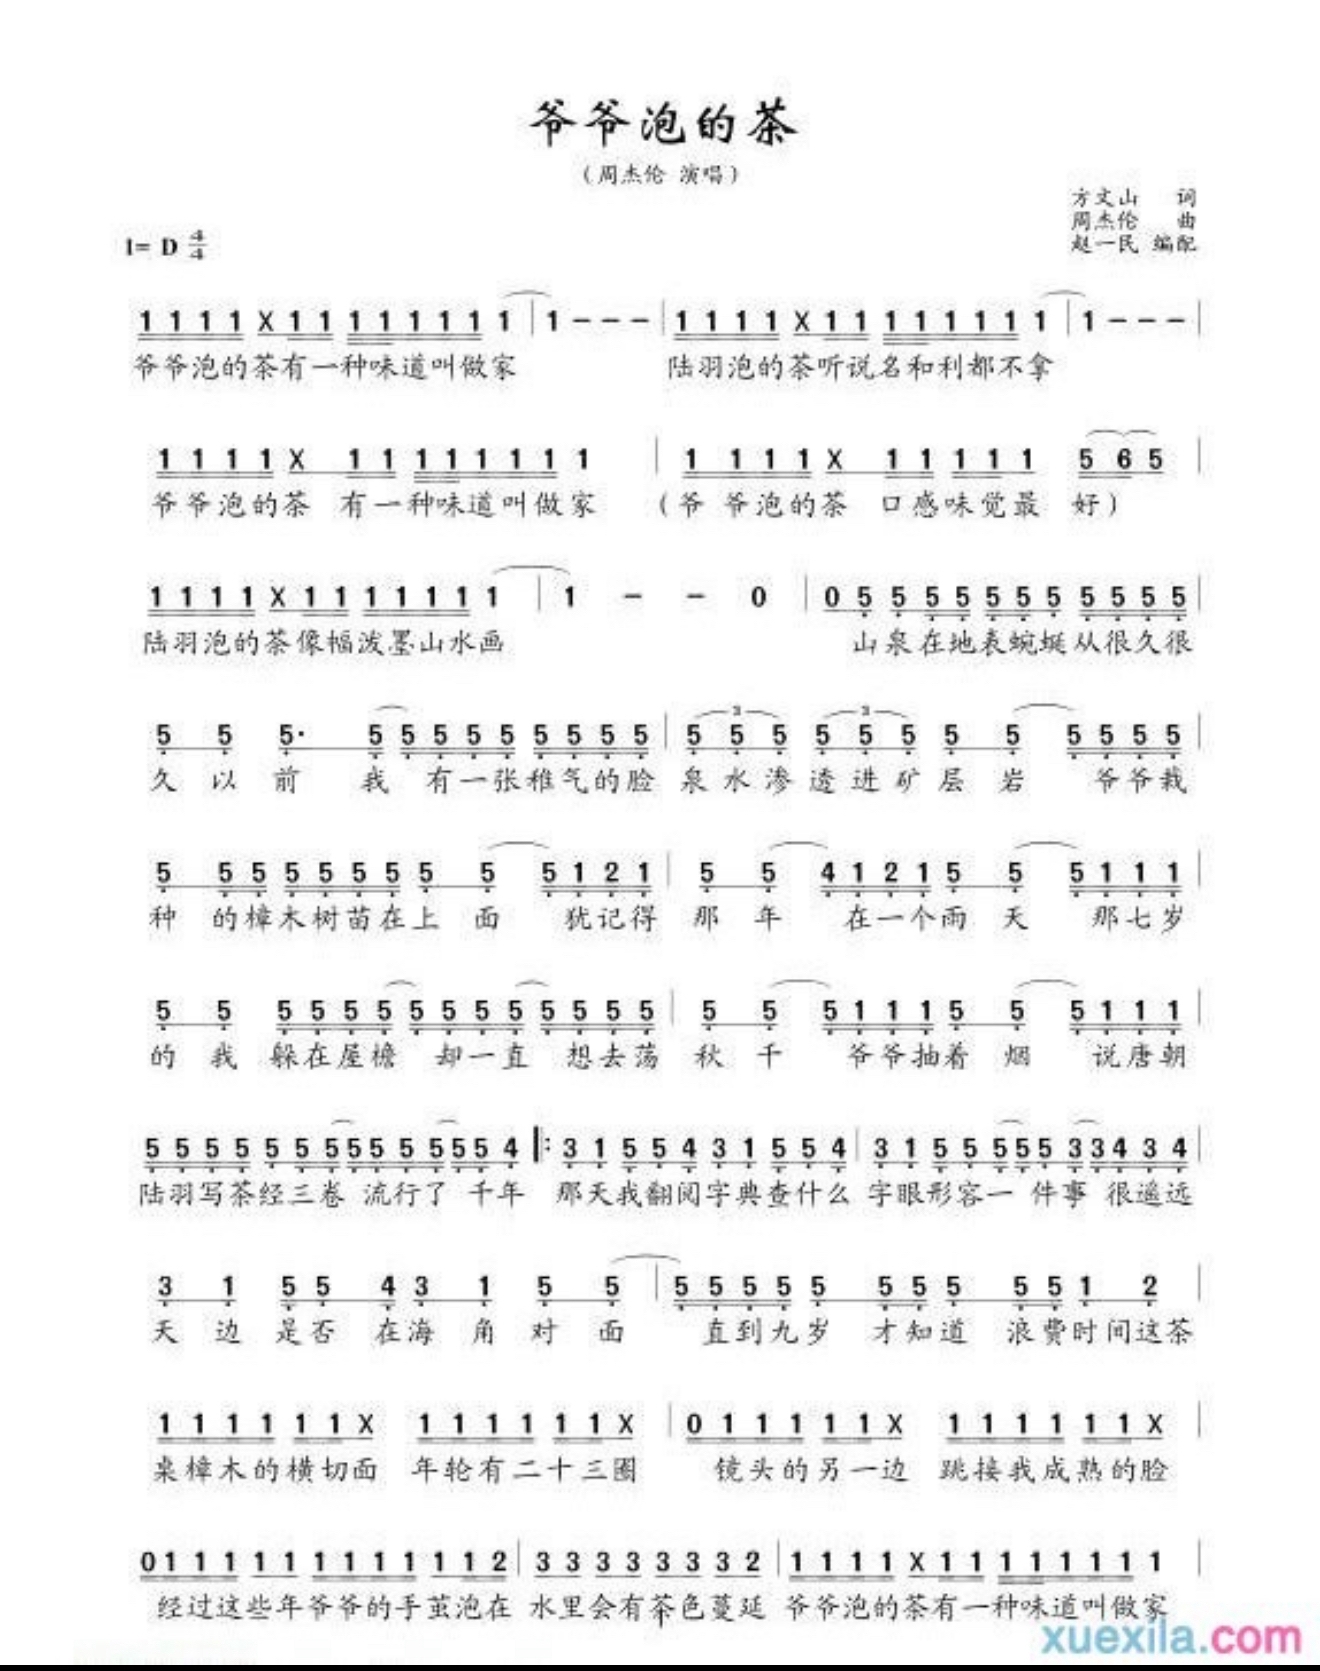 爷爷泡的茶
（周杰伦 演唱）
方文山 词
周杰伦 曲
赵一民 编配
1= D 4/4
1 1 1 1 X 1 1 1 1 1 1 1 1 | 1 - - - | 1 1 1 1 X 1 1 1 1 1 1 1 1 | 1 - - - |
爷爷泡的茶有一种味道叫做家 陆羽泡的茶听说名和利都不拿
1 1 1 1 X 1 1 1 1 1 1 1 1 | 1 1 1 1 X 1 1 1 1 1 5 6 5 |
爷爷泡的茶 有一种味道叫做家 （爷 爷泡的茶 口感味觉最 好）
1 1 1 1 X 1 1 1 1 1 1 1 | 1 - - 0 | 0 5 5 5 5 5 5 5 5 5 5 5 |
陆羽泡的茶像幅泼墨山水画 山泉在地表蜿蜒从很久很
5 5 5· 5 5 5 5 5 5 5 5 5 | 5 5 5 5 5 5 5 5 5 5 5 5 |
久以前 我 有一张稚气的脸 泉水渗透进矿层岩 爷爷栽
5 5 5 5 5 5 5 5 5 5 1 2 1 | 5 5 4 1 2 1 5 5 5 1 1 1 |
种 的樟木树苗在上 面 犹记得 那 年 在一个雨 天 那七岁
5 5 5 5 5 5 5 5 5 5 5 5 5 5 | 5 5 5 1 1 1 5 5 5 1 1 1 |
的 我 躲在屋檐 却一直 想去荡 秋 千 爷爷抽着 烟 说唐朝
5 5 5 5 5 5 5 5 5 5 5 5 4 |: 3 1 5 5 4 3 1 5 5 4 | 3 1 5 5 5 5 5 3 3 4 3 4 |
陆羽写茶经三卷 流行了 千年 那天我翻阅字典查什么 字眼形容一 件事 很遥远
3 1 5 5 4 3 1 5 5 | 5 5 5 5 5 5 5 5 5 5 1 2 |
天 边 是否 在海 角 对 面 直到九岁 才知道 浪费时间这茶
1 1 1 1 1 1 X 1 1 1 1 1 1 X | 0 1 1 1 1 1 X 1 1 1 1 1 1 X |
桌樟木的横切面 年轮有二十三圈 镜头的另一边 跳接我成熟的脸
0 1 1 1 1 1 1 1 1 1 1 1 2 | 3 3 3 3 3 3 3 2 | 1 1 1 1 X 1 1 1 1 1 1 1 1 |
经过这些年爷爷的手茧泡在 水里会有茶色蔓延 爷爷泡的茶有一种味道叫做家
xuexila.com